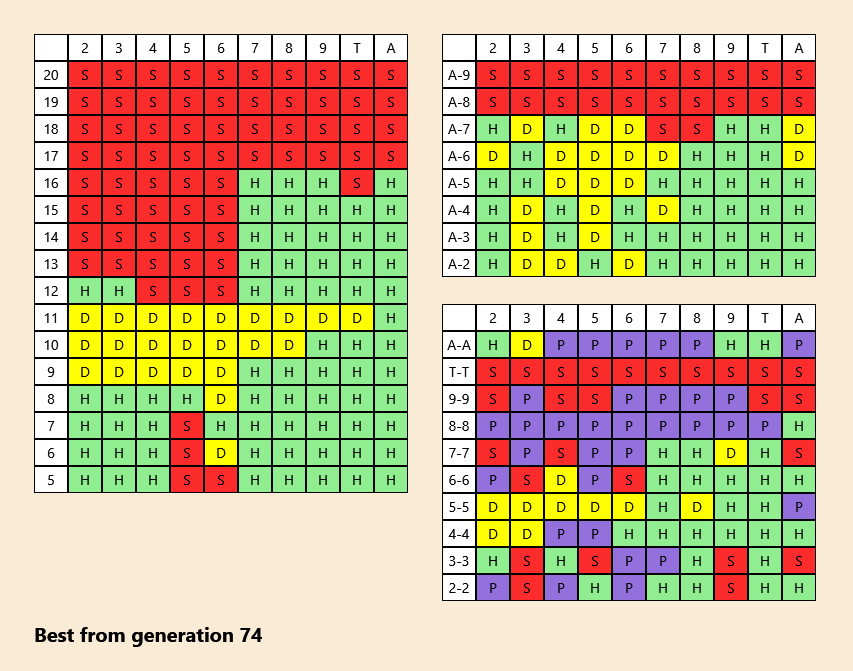 2 3 4 5 6 7 8 9 T A
20 S S S S S S S S S S
19 S S S S S S S S S S
18 S S S S S S S S S S
17 S S S S S S S S S S
16 S S S S S H H H S H
15 S S S S S H H H H H
14 S S S S S H H H H H
13 S S S S S H H H H H
12 H H S S S H H H H H
11 D D D D D D D D D H
10 D D D D D D D H H H
9 D D D D D H H H H H
8 H H H H D H H H H H
7 H H H S H H H H H H
6 H H H S D H H H H H
5 H H H S S H H H H H
2 3 4 5 6 7 8 9 T A
A-9 S S S S S S S S S S
A-8 S S S S S S S S S S
A-7 H D H D D S S H H D
A-6 D H D D D D H H H D
A-5 H H D D D H H H H H
A-4 H D H D H D H H H H
A-3 H D H D H H H H H H
A-2 H D D H D H H H H H
2 3 4 5 6 7 8 9 T A
A-A H D P P P P P H H P
T-T S S S S S S S S S S
9-9 S P S S P P P P S S
8-8 P P P P P P P P P H
7-7 S P S P P H H D H S
6-6 P S D P S H H H H H
5-5 D D D D D H D H H P
4-4 D D P P H H H H H H
3-3 H S H S P P H S H S
2-2 P S P H P H H S H H
Best from generation 74